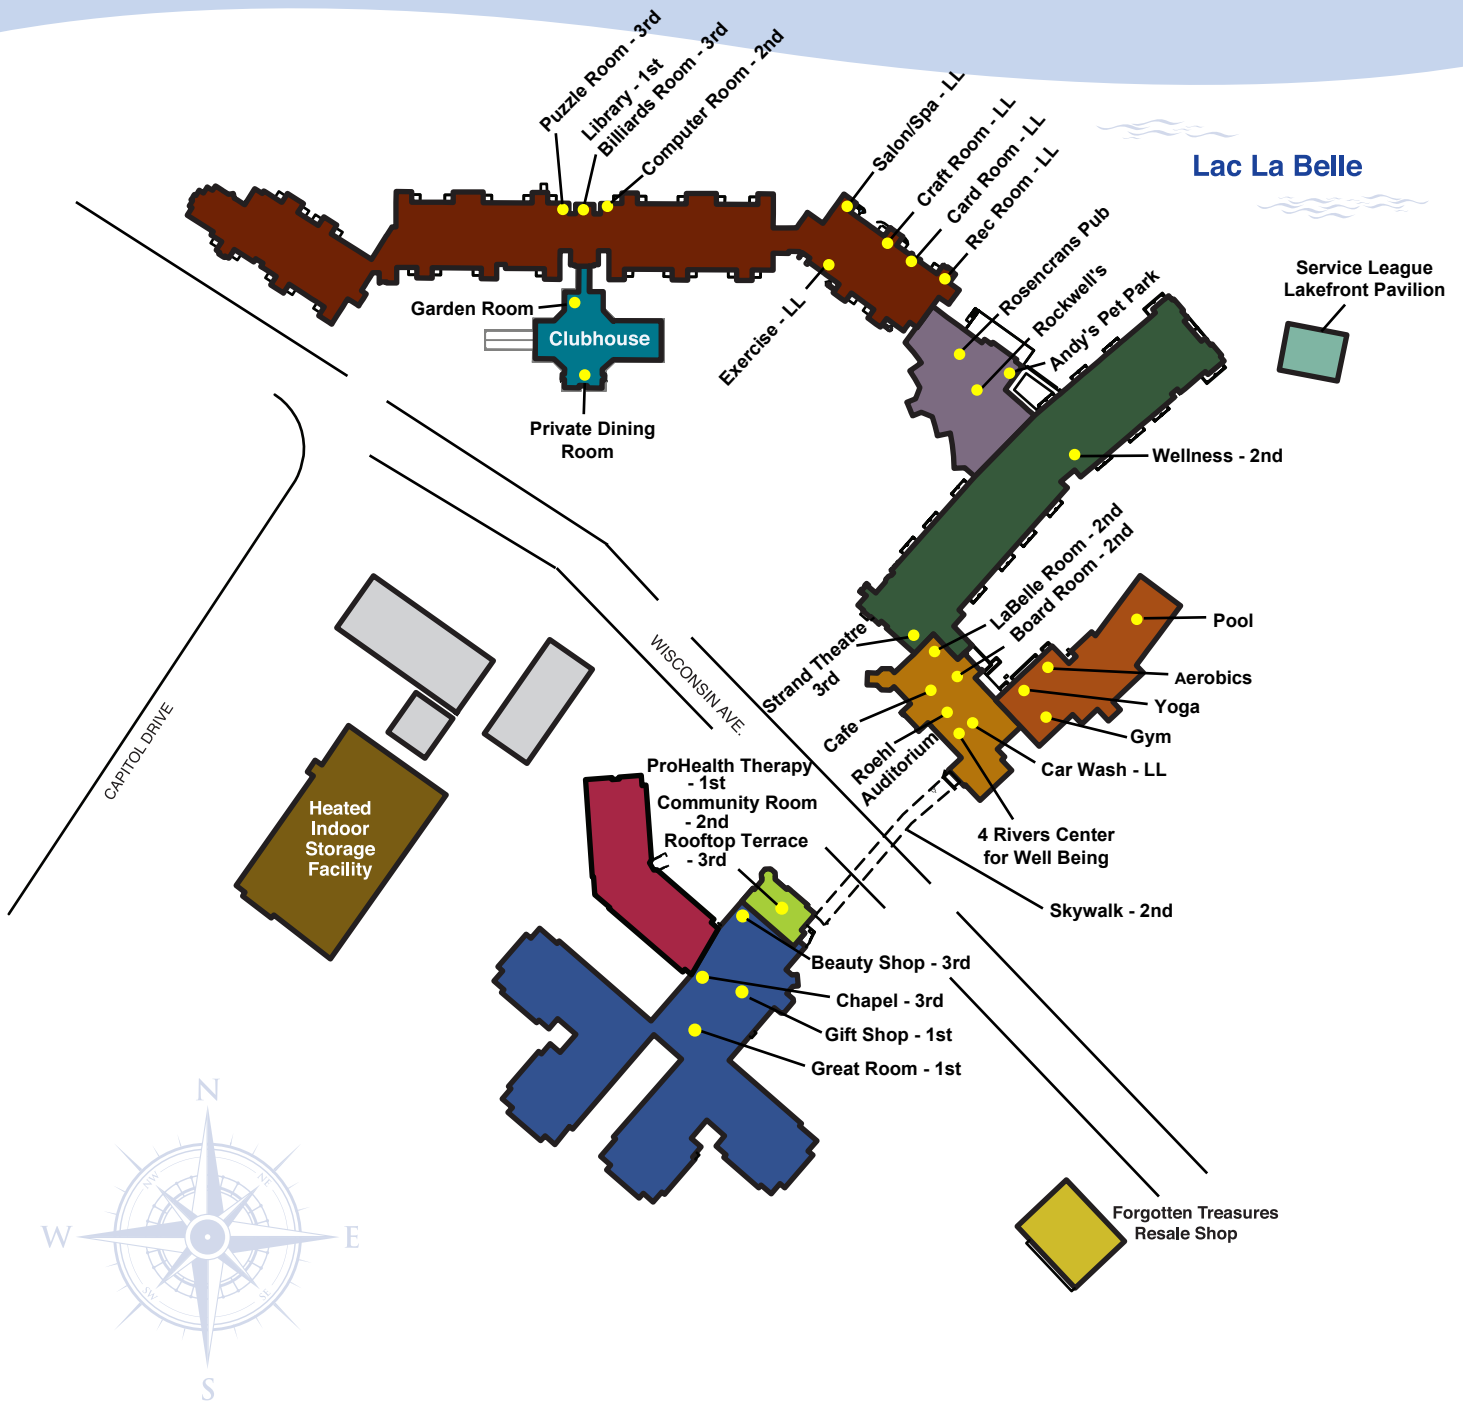 Puzzle Room - 3rd
Library - 1st
Billiards Room - 3rd
Computer Room - 2nd
Salon/Spa - LL
Craft Room - LL
Card Room - LL
Rec Room - LL
Lac La Belle
Rosencrans Pub
Rockwell's
Andy's Pet Park
Service League
Lakefront Pavilion
Garden Room
Clubhouse
Exercise - LL
Private Dining
Room
Wellness - 2nd
LaBelle Room - 2nd
Board Room - 2nd
Pool
Strand Theatre
3rd
Aerobics
Yoga
Gym
Cafe
Roehl
Auditorium
Car Wash - LL
WISCONSIN AVE.
CAPITOL DRIVE
ProHealth Therapy
- 1st
Community Room
- 2nd
Rooftop Terrace
- 3rd
Heated
Indoor
Storage
Facility
4 Rivers Center
for Well Being
Skywalk - 2nd
Beauty Shop - 3rd
Chapel - 3rd
Gift Shop - 1st
Great Room - 1st
Forgotten Treasures
Resale Shop
N
NW
NE
W
E
SW
SE
S